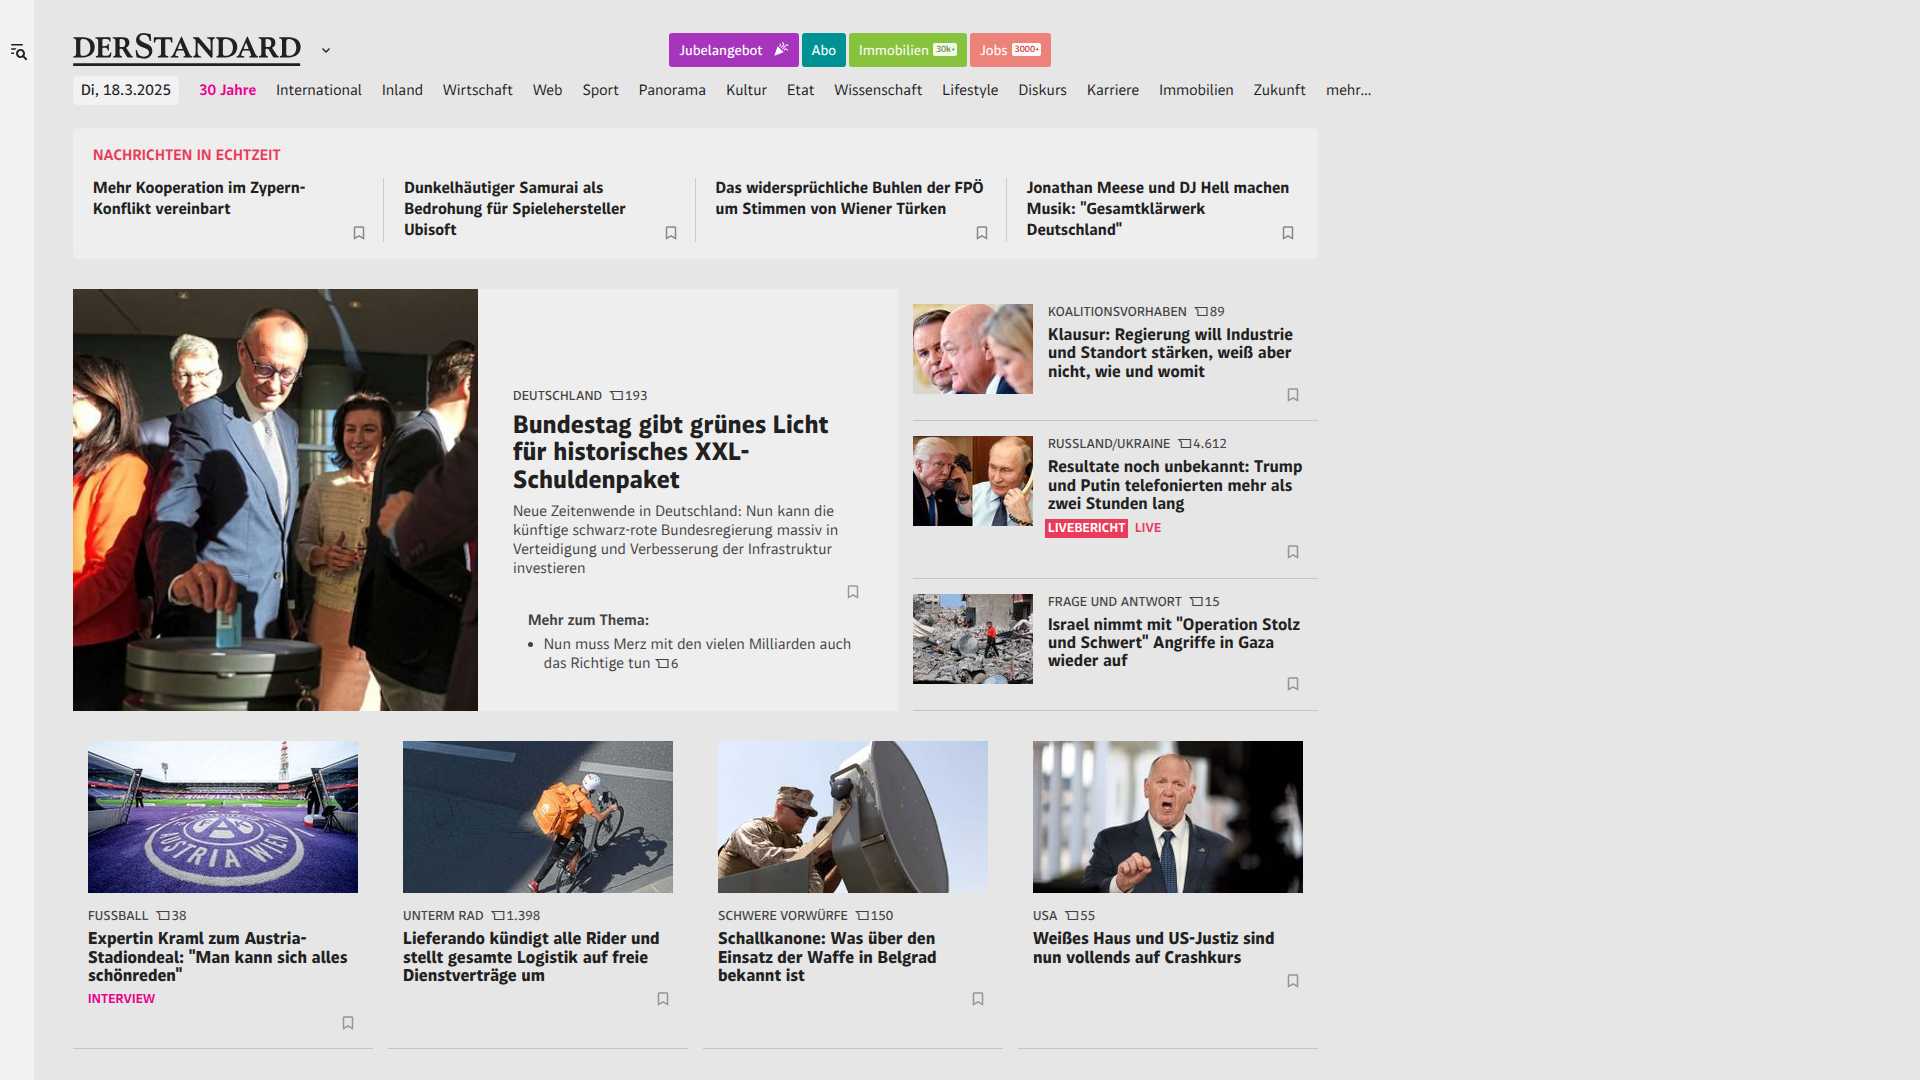 DERSTANDARD
Jubelangebot
Abo
Immobilien 30k+
Jobs 3000+
Di, 18.3.2025
30 Jahre
International
Inland
Wirtschaft
Web
Sport
Panorama
Kultur
Etat
Wissenschaft
Lifestyle
Diskurs
Karriere
Immobilien
Zukunft
mehr...
NACHRICHTEN IN ECHTZEIT
Mehr Kooperation im Zypern-
Konflikt vereinbart
Dunkelhäutiger Samurai als
Bedrohung für Spielehersteller
Ubisoft
Das widersprüchliche Buhlen der FPÖ
um Stimmen von Wiener Türken
Jonathan Meese und DJ Hell machen
Musik: "Gesamtklärwerk
Deutschland"
DEUTSCHLAND 193
Bundestag gibt grünes Licht
für historisches XXL-
Schuldenpaket
Neue Zeitenwende in Deutschland: Nun kann die
künftige schwarz-rote Bundesregierung massiv in
Verteidigung und Verbesserung der Infrastruktur
investieren
Mehr zum Thema:
• Nun muss Merz mit den vielen Milliarden auch
das Richtige tun 6
KOALITIONSVORHABEN 89
Klausur: Regierung will Industrie
und Standort stärken, weiß aber
nicht, wie und womit
RUSSLAND/UKRAINE 4.612
Resultate noch unbekannt: Trump
und Putin telefonierten mehr als
zwei Stunden lang
LIVEBERICHT LIVE
FRAGE UND ANTWORT 15
Israel nimmt mit "Operation Stolz
und Schwert" Angriffe in Gaza
wieder auf
AUSTRIA WIEN
FUSSBALL 38
Expertin Kraml zum Austria-
Stadiondeal: "Man kann sich alles
schönreden"
INTERVIEW
UNTERM RAD 1.398
Lieferando kündigt alle Rider und
stellt gesamte Logistik auf freie
Dienstverträge um
SCHWERE VORWÜRFE 150
Schallkanone: Was über den
Einsatz der Waffe in Belgrad
bekannt ist
USA 55
Weißes Haus und US-Justiz sind
nun vollends auf Crashkurs